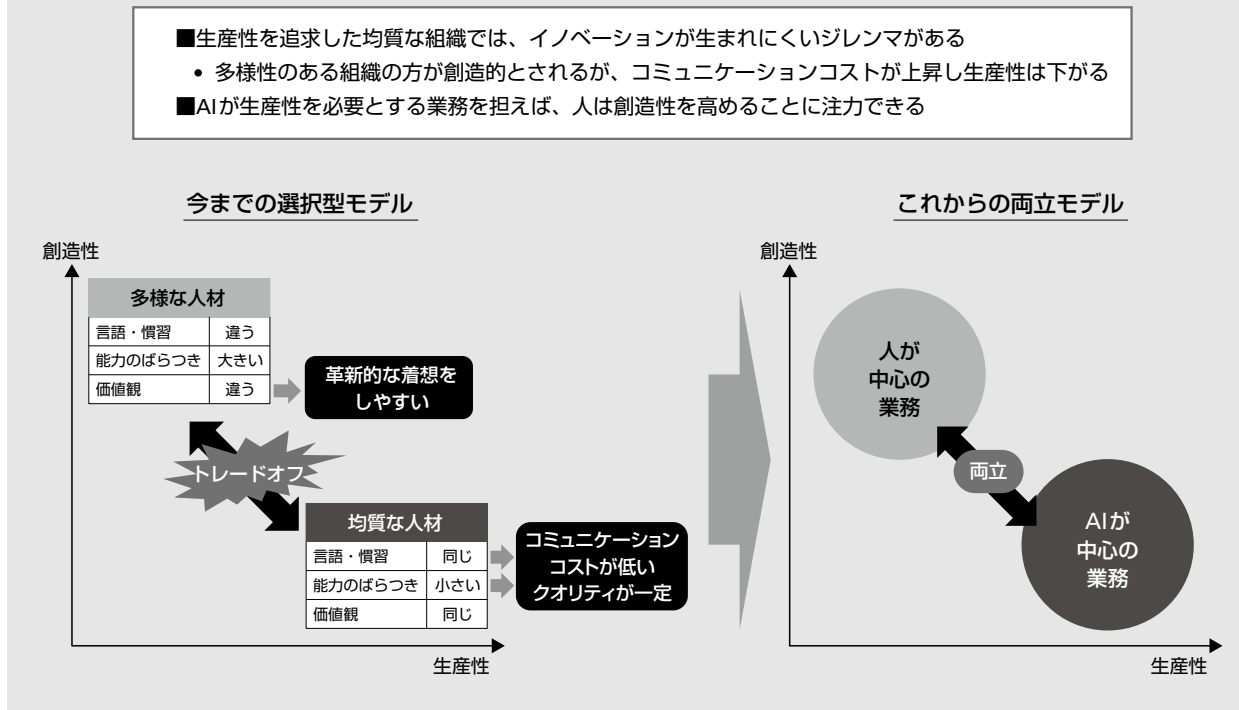 ■生産性を追求した均質な組織では、イノベーションが生まれにくいジレンマがある
• 多様性のある組織の方が創造的とされるが、コミュニケーションコストが上昇し生産性は下がる
■AIが生産性を必要とする業務を担えば、人は創造性を高めることに注力できる
今までの選択型モデル
創造性
多様な人材
言語・慣習 違う
能力のばらつき 大きい
価値観 違う
革新的な着想を
しやすい
トレードオフ
均質な人材
言語・慣習 同じ
能力のばらつき 小さい
価値観 同じ
コミュニケーション
コストが低い
クオリティが一定
生産性
これからの両立モデル
創造性
人が
中心の
業務
両立
AIが
中心の
業務
生産性